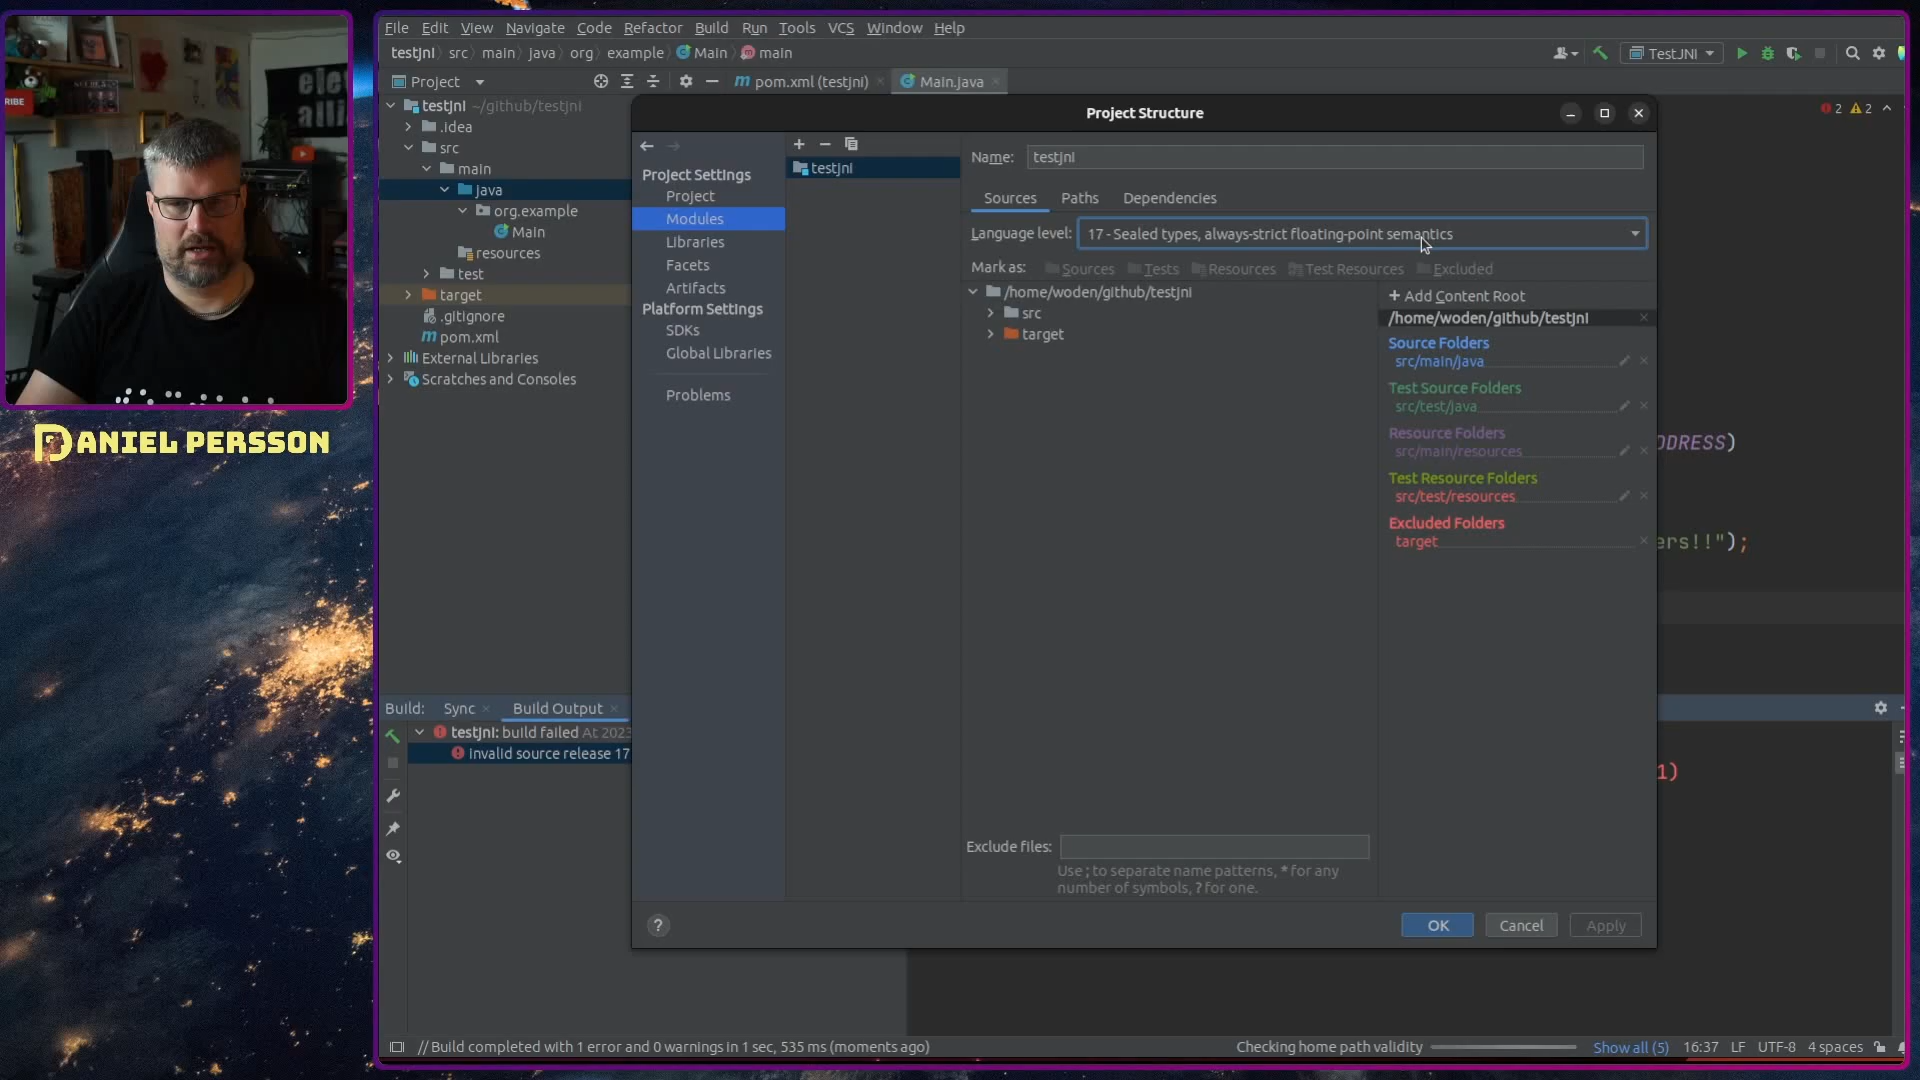 File Edit View Navigate Code Refactor Build Run Tools VCS Window Help
testjni src main java org example Main main
TestJNI
Project
pom.xml (testjni)
Main.java
testjni ~/github/testjni
.idea
src
main
java
org.example
Main
resources
test
target
.gitignore
pom.xml
External Libraries
Scratches and Consoles
RIBE
DANIEL PERSSON
Project Structure
Project Settings
Project
Modules
Libraries
Facets
Artifacts
Platform Settings
SDKs
Global Libraries
Problems
testjni
Name: testjni
Sources Paths Dependencies
Language level: 17 - Sealed types, always-strict floating-point semantics
Mark as: Sources Tests Resources Test Resources Excluded
/home/woden/github/testjni
src
target
+ Add Content Root
/home/woden/github/testjni
Source Folders
src/main/java
Test Source Folders
src/test/java
Resource Folders
src/main/resources
Test Resource Folders
src/test/resources
Excluded Folders
target
Exclude files:
Use ; to separate name patterns, * for any
number of symbols, ? for one.
? OK Cancel Apply
2 2
DDRESS)
ers!!");
1)
Build: Sync Build Output
testjni: build failed At 2023
invalid source release 17
// Build completed with 1 error and 0 warnings in 1 sec, 535 ms (moments ago)
Checking home path validity
Show all (5) 16:37 LF UTF-8 4 spaces